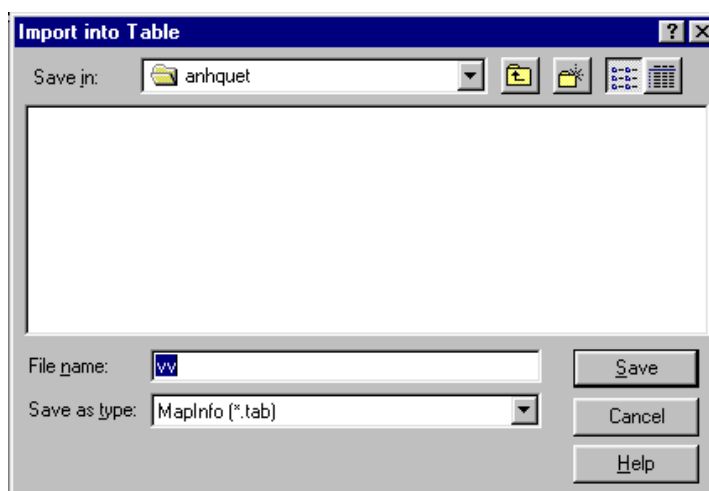 Import into Table
Save in: anhquet
File name: vv
Save
Save as type: MapInfo (*.tab)
Cancel
Help